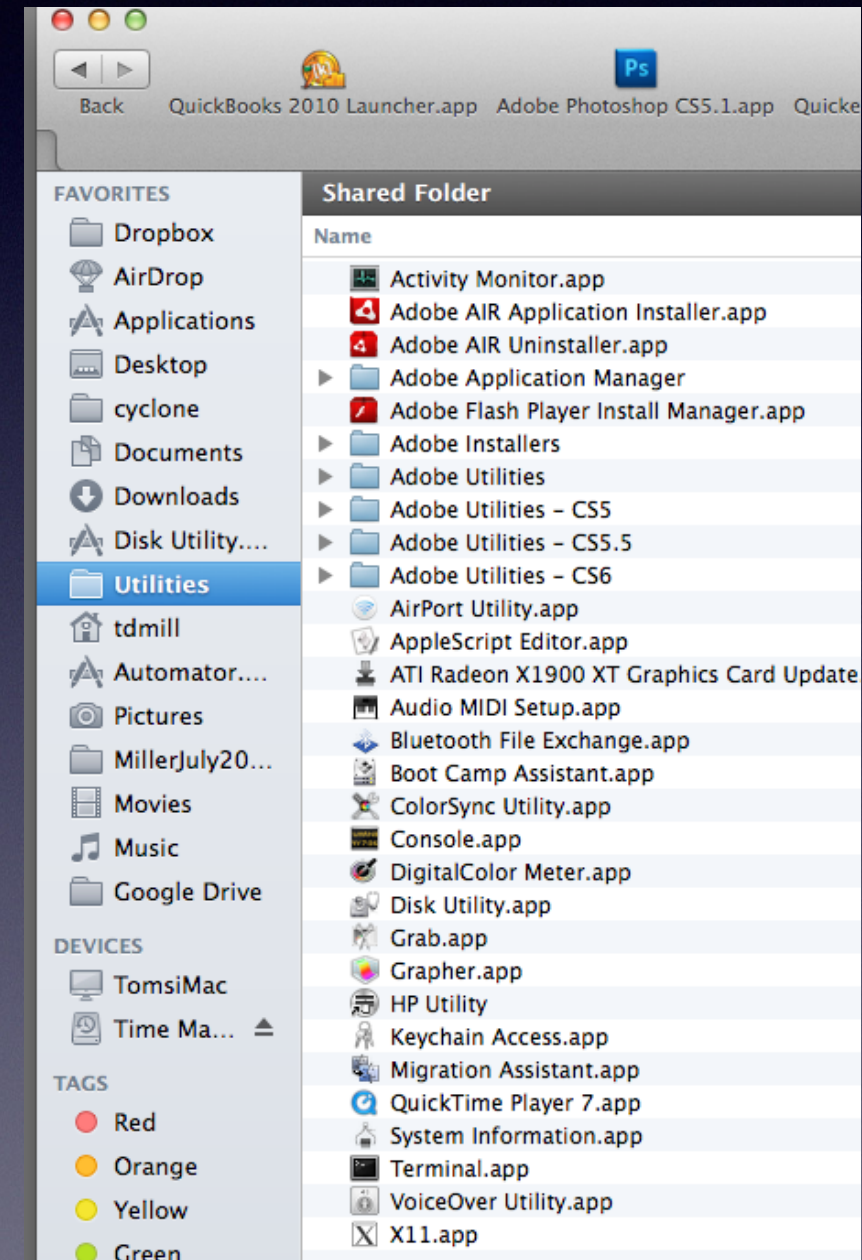 Back
QuickBooks 2010 Launcher.app
Ps
Adobe Photoshop CS5.1.app
Quicke
FAVORITES
Dropbox
AirDrop
Applications
Desktop
cyclone
Documents
Downloads
Disk Utility....
Utilities
tdmill
Automator....
Pictures
MillerJuly20...
Movies
Music
Google Drive
DEVICES
TomsiMac
Time Ma...
TAGS
Red
Orange
Yellow
Green
Shared Folder
Name
Activity Monitor.app
Adobe AIR Application Installer.app
Adobe AIR Uninstaller.app
Adobe Application Manager
Adobe Flash Player Install Manager.app
Adobe Installers
Adobe Utilities
Adobe Utilities – CS5
Adobe Utilities – CS5.5
Adobe Utilities – CS6
AirPort Utility.app
AppleScript Editor.app
ATI Radeon X1900 XT Graphics Card Update.
Audio MIDI Setup.app
Bluetooth File Exchange.app
Boot Camp Assistant.app
ColorSync Utility.app
Console.app
DigitalColor Meter.app
Disk Utility.app
Grab.app
Grapher.app
HP Utility
Keychain Access.app
Migration Assistant.app
QuickTime Player 7.app
System Information.app
Terminal.app
VoiceOver Utility.app
X11.app